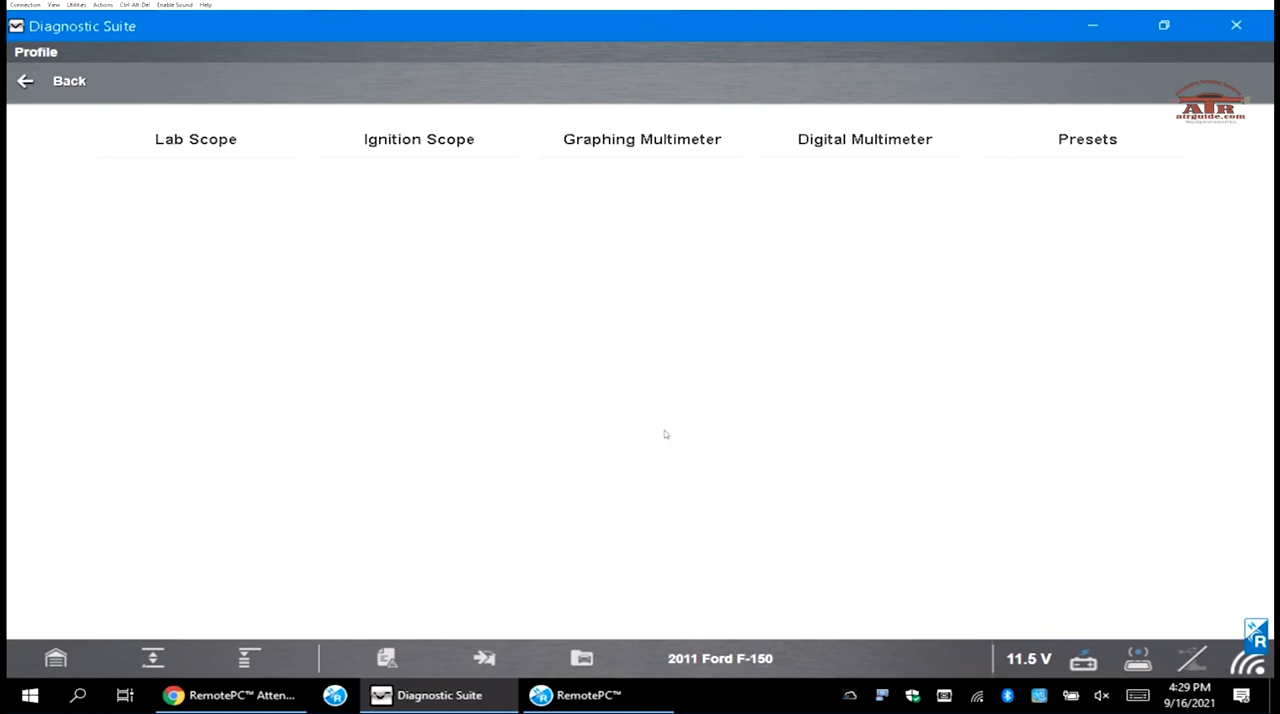 Connection View Utilities Actions Ctrl-Alt-Del Enable Sound Help
Diagnostic Suite
Profile
Back
ATR
atrguide.com
Lab Scope Ignition Scope Graphing Multimeter Digital Multimeter Presets
2011 Ford F-150 11.5 V
RemotePC™ Atten... Diagnostic Suite RemotePC™ 4:29 PM
9/16/2021